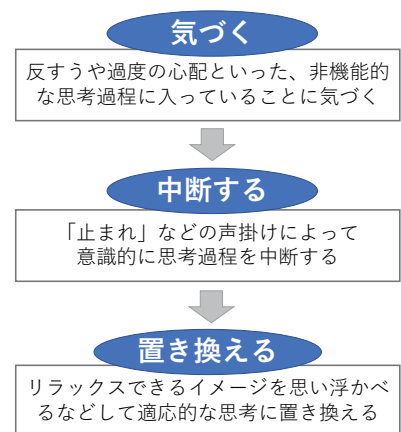 気づく
反すうや過度の心配といった、非機能的
な思考過程に入っていることに気づく
中断する
「止まれ」などの声掛けによって
意識的に思考過程を中断する
置き換える
リラックスできるイメージを思い浮かべ
るなどして適応的な思考に置き換える